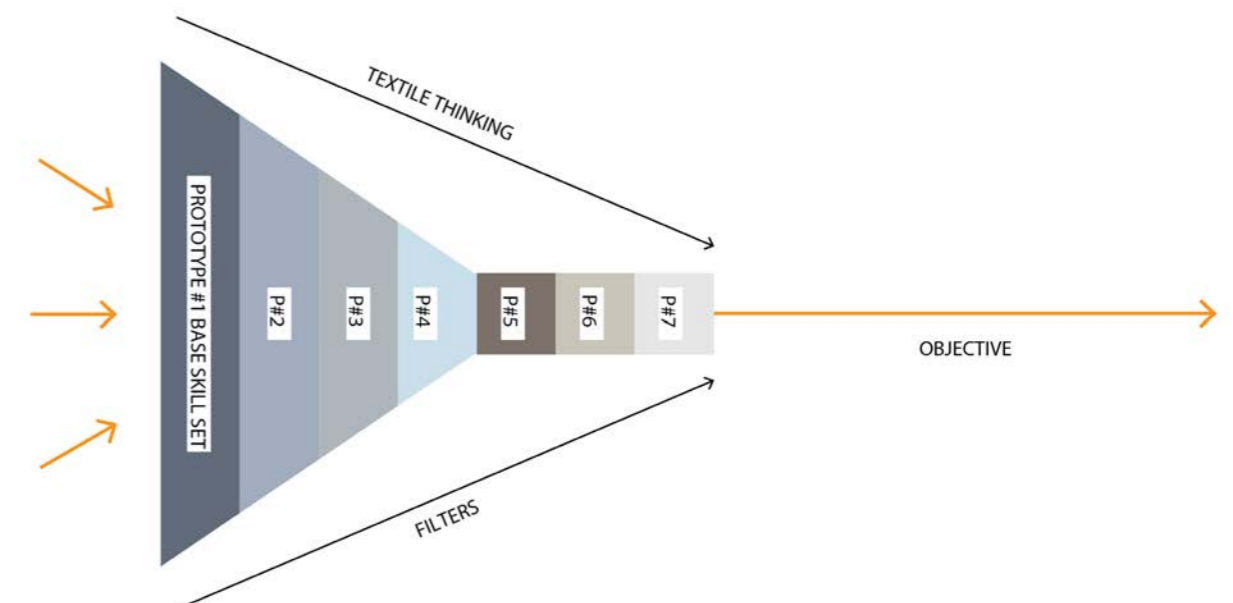 TEXTILE THINKING
PROTOTYPE #1 BASE SKILL SET
P#2
P#3
P#4
P#5
P#6
P#7
OBJECTIVE
FILTERS